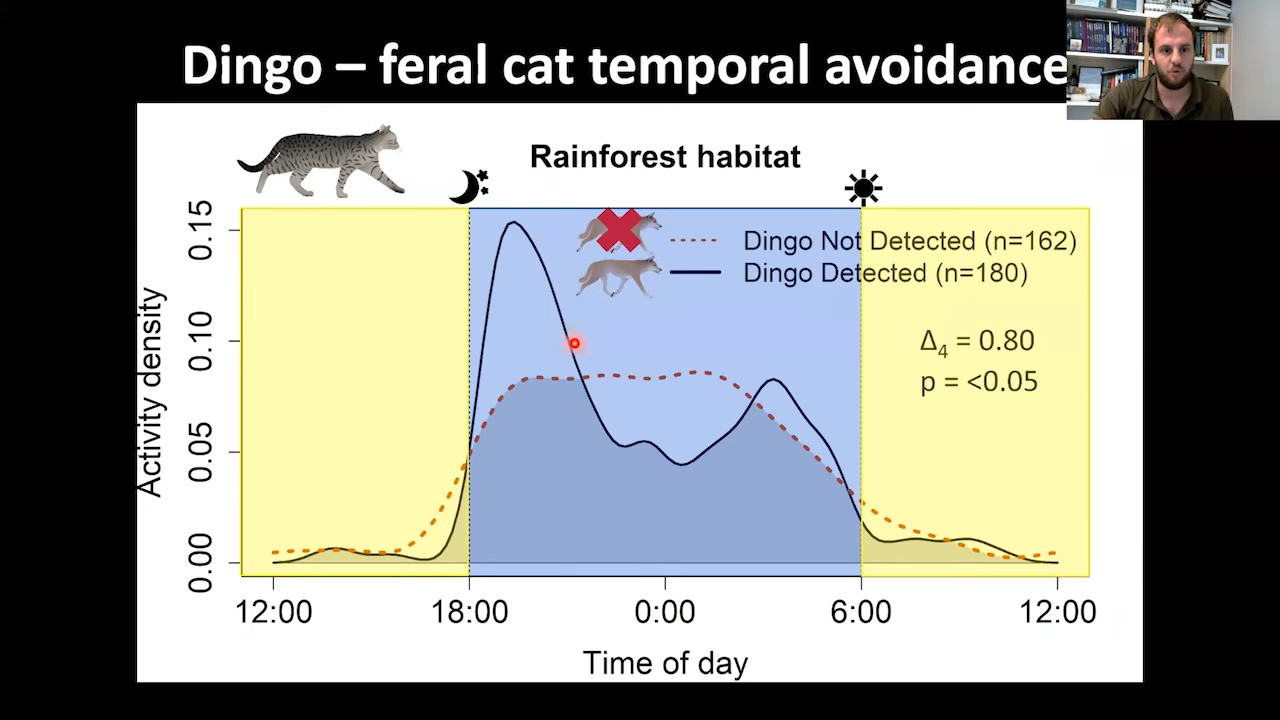 Dingo – feral cat temporal avoidance
Rainforest habitat
Dingo Not Detected (n=162)
Dingo Detected (n=180)
Δ4 = 0.80
p = <0.05
Activity density
0.15
0.10
0.05
0.00
12:00 18:00 0:00 6:00 12:00
Time of day